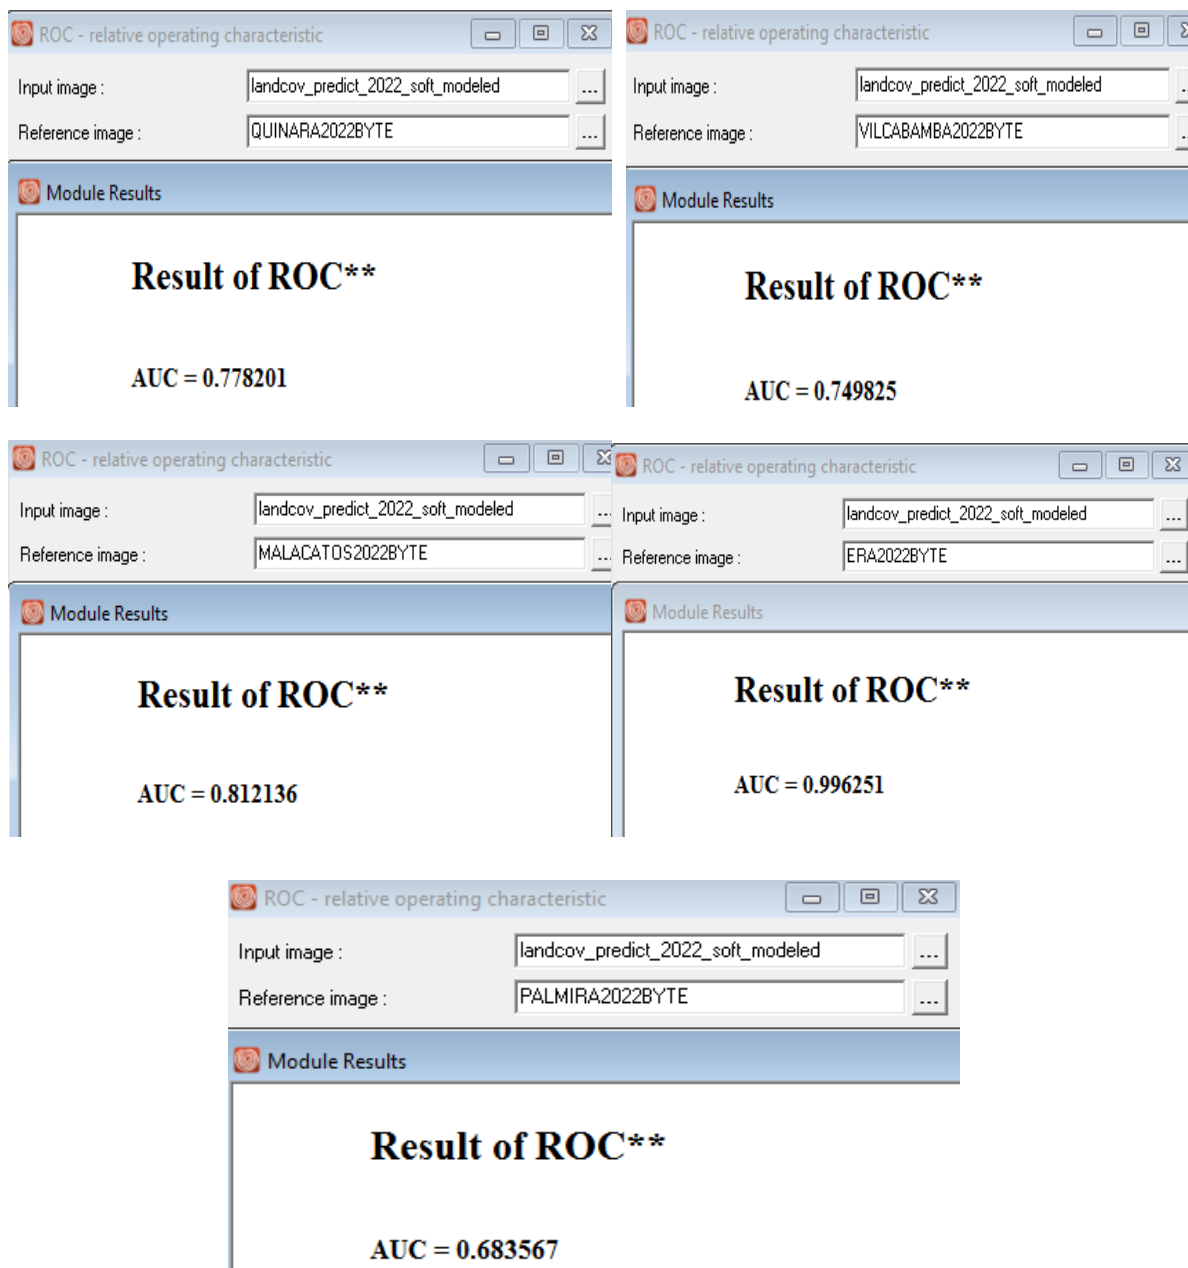 ROC - relative operating characteristic
Input image : landcov_predict_2022_soft_modeled ...
Reference image : QUINARA2022BYTE ...
Module Results
Result of ROC**
AUC = 0.778201
ROC - relative operating characteristic
Input image : landcov_predict_2022_soft_modeled ..
Reference image : VILCABAMBA2022BYTE ..
Module Results
Result of ROC**
AUC = 0.749825
ROC - relative operating characteristic
Input image : landcov_predict_2022_soft_modeled ...
Reference image : MALACATOS2022BYTE ...
Module Results
Result of ROC**
AUC = 0.812136
ROC - relative operating characteristic
Input image : landcov_predict_2022_soft_modeled ...
Reference image : ERA2022BYTE ...
Module Results
Result of ROC**
AUC = 0.996251
ROC - relative operating characteristic
Input image : landcov_predict_2022_soft_modeled ...
Reference image : PALMIRA2022BYTE ...
Module Results
Result of ROC**
AUC = 0.683567